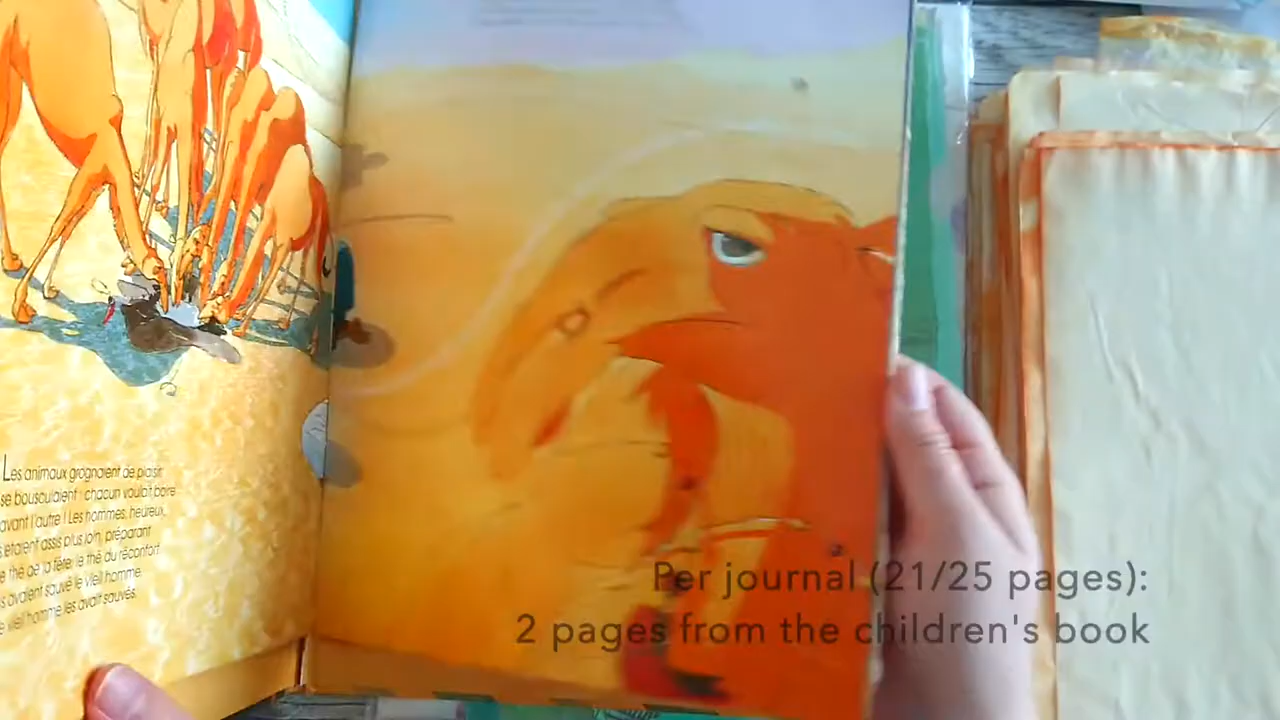 Les animaux grognaient de plaisir
se bousculaient : chacun voulait boire
avant l'autre ! Les hommes, heureux,
s'étaient assis plus loin, préparant
le thé de la fête, le thé du réconfort.
s avaient sauvé le vieil homme.
e vieil homme les avait sauvés.
Per journal (21/25 pages):
2 pages from the children's book